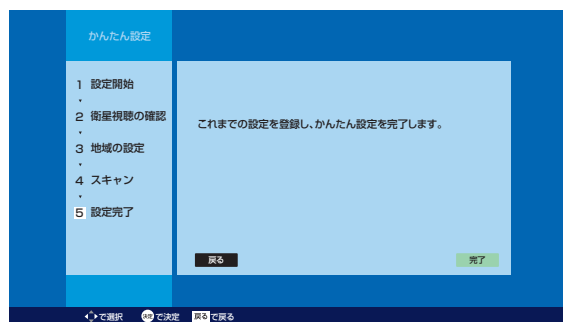 かんたん設定
1 設定開始
2 衛星視聴の確認
3 地域の設定
4 スキャン
5 設定完了
これまでの設定を登録し、かんたん設定を完了します。
戻る 完了
で選択 決定 で決定 戻る で戻る